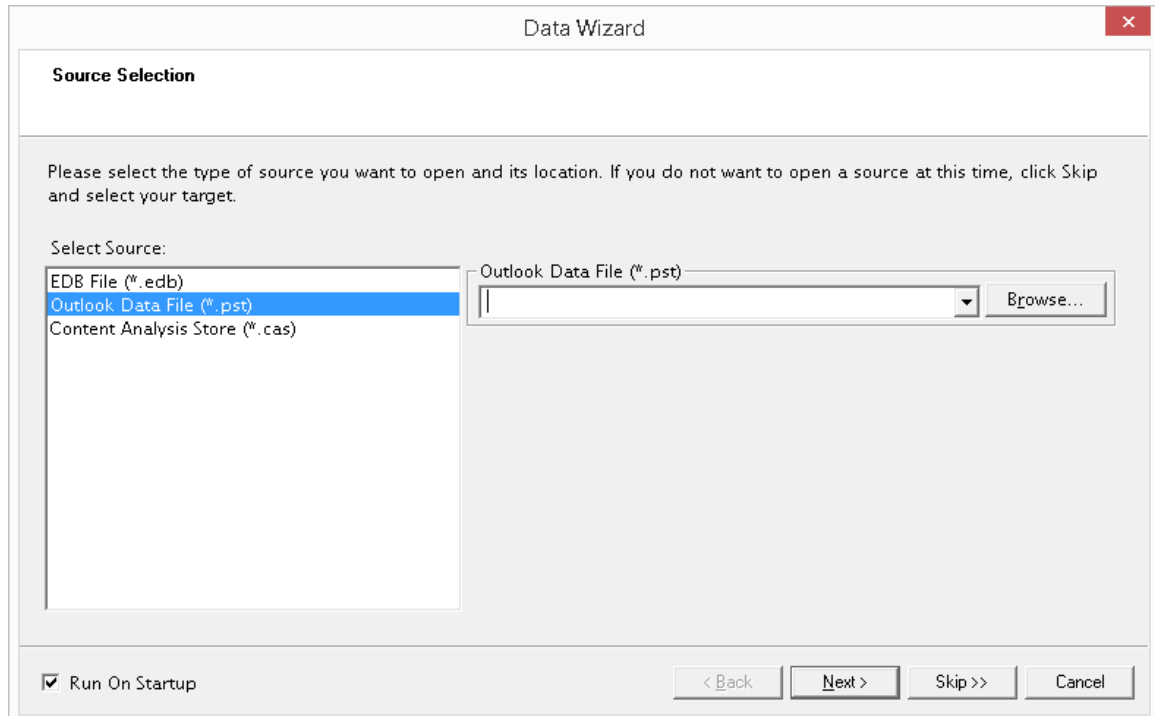 Data Wizard
Source Selection
Please select the type of source you want to open and its location. If you do not want to open a source at this time, click Skip
and select your target.
Select Source:
EDB File (*.edb)
Outlook Data File (*.pst)
Content Analysis Store (*.cas)
Outlook Data File (*.pst)
Browse...
Run On Startup
< Back
Next >
Skip >>
Cancel